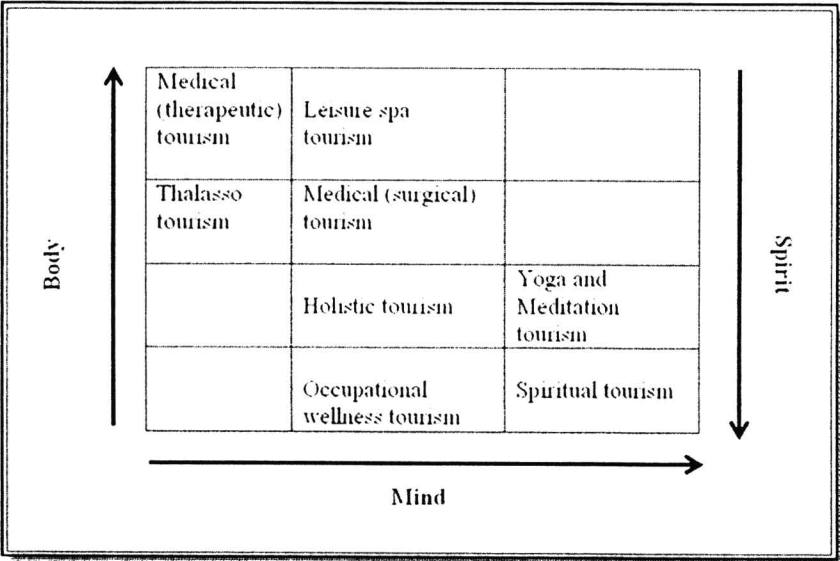 Medical
(therapeutic)
tourism
Leisure spa
tourism
Thalasso
tourism
Medical (surgical)
tourism
Holistic tourism
Yoga and
Meditation
tourism
Occupational
wellness tourism
Spiritual tourism
Body
Spirit
Mind